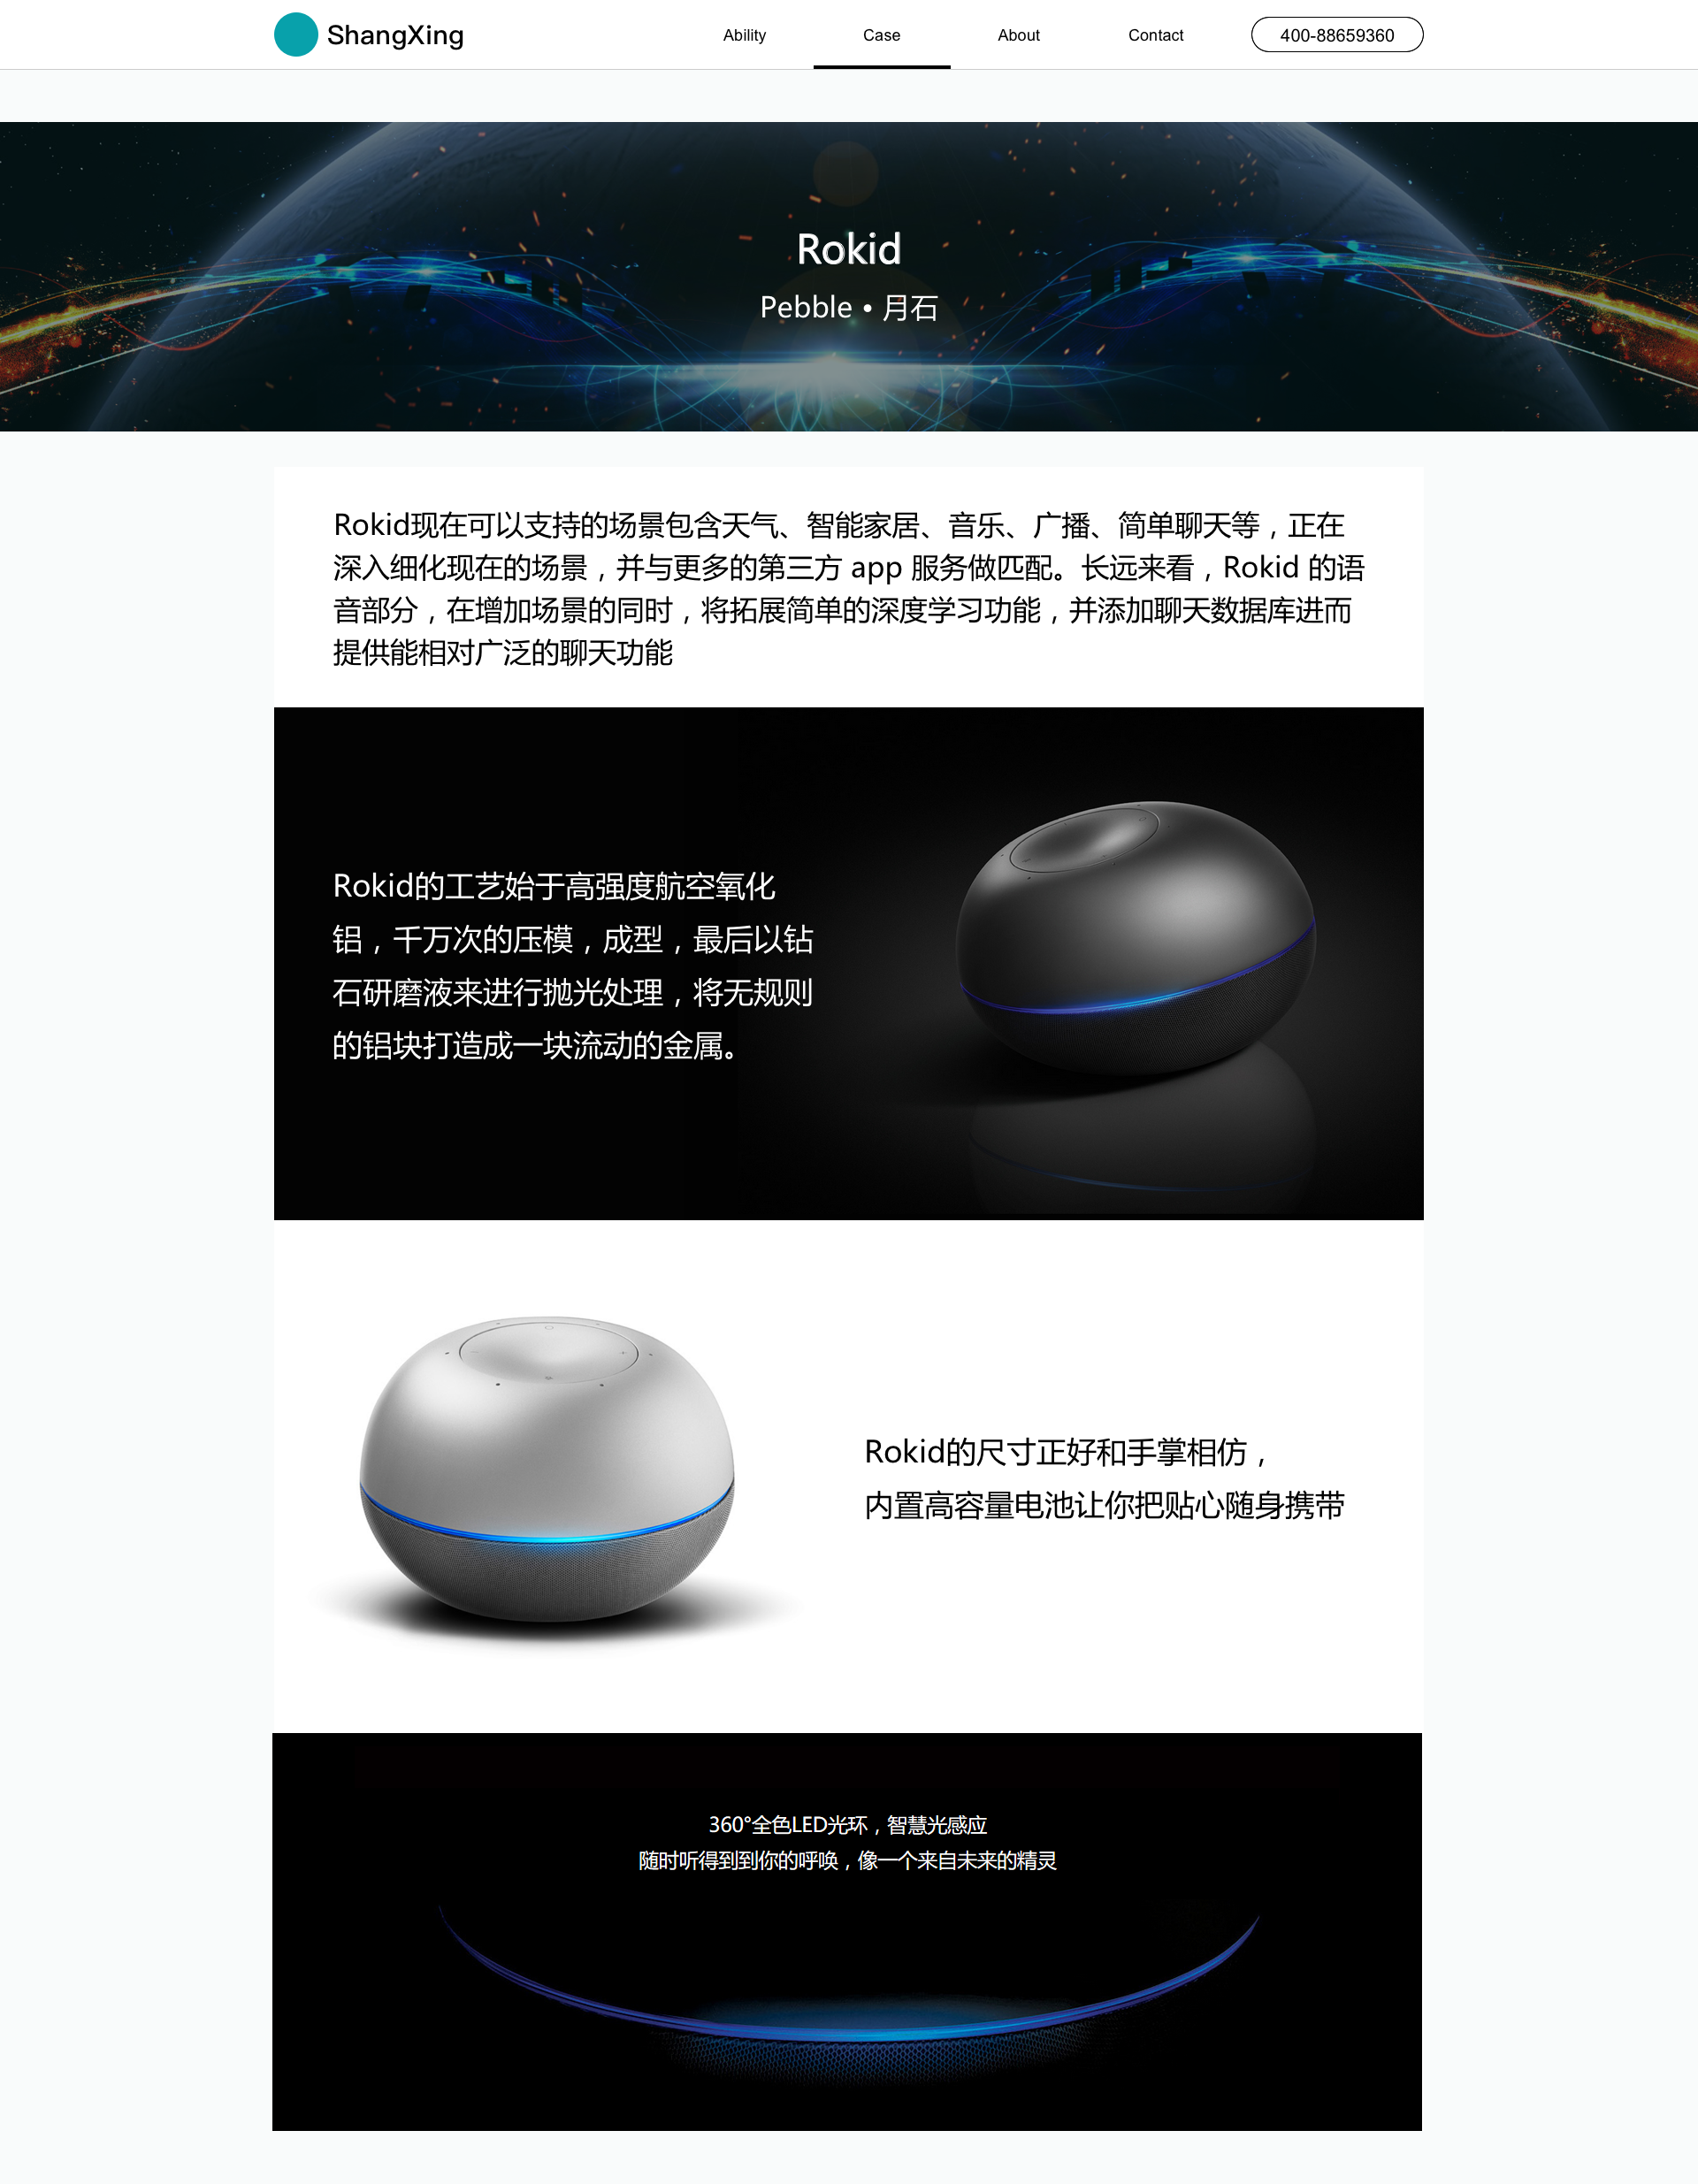 ShangXing
Ability
Case
About
Contact
400-88659360
Rokid
Pebble • 月石
Rokid现在可以支持的场景包含天气、智能家居、音乐、广播、简单聊天等，正在
深入细化现在的场景，并与更多的第三方 app 服务做匹配。长远来看，Rokid 的语
音部分，在增加场景的同时，将拓展简单的深度学习功能，并添加聊天数据库进而
提供能相对广泛的聊天功能
Rokid的工艺始于高强度航空氧化
铝，千万次的压模，成型，最后以钻
石研磨液来进行抛光处理，将无规则
的铝块打造成一块流动的金属。
Rokid的尺寸正好和手掌相仿，
内置高容量电池让你把贴心随身携带
360°全色LED光环，智慧光感应
随时听得到到你的呼唤，像一个来自未来的精灵